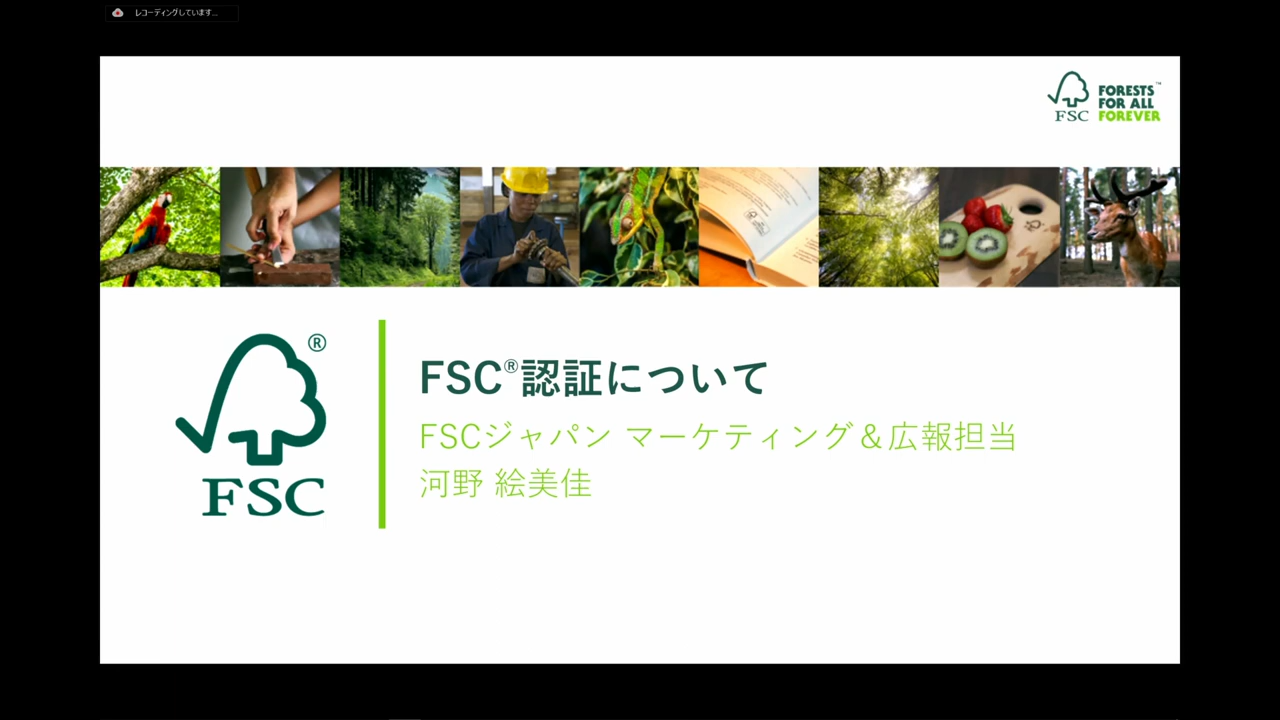 レコーディングしています...
FSC
FORESTS™
FOR ALL
FOREVER
®
FSC
FSC®認証について
FSCジャパン マーケティング＆広報担当
河野 絵美佳